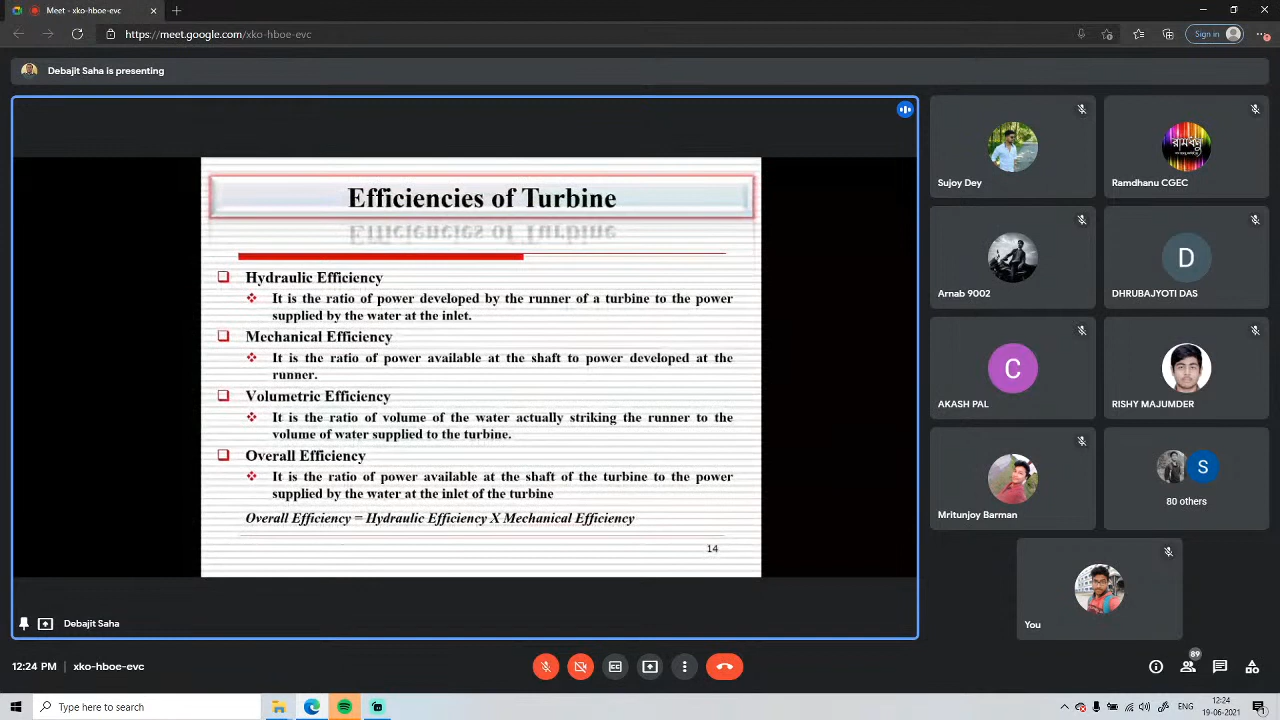 Meet - xko-hboe-evc
https://meet.google.com/xko-hboe-evc
Sign in
Debajit Saha is presenting
Efficiencies of Turbine
Hydraulic Efficiency
It is the ratio of power developed by the runner of a turbine to the power
supplied by the water at the inlet.
Mechanical Efficiency
It is the ratio of power available at the shaft to power developed at the
runner.
Volumetric Efficiency
It is the ratio of volume of the water actually striking the runner to the
volume of water supplied to the turbine.
Overall Efficiency
It is the ratio of power available at the shaft of the turbine to the power
supplied by the water at the inlet of the turbine
Overall Efficiency = Hydraulic Efficiency X Mechanical Efficiency
14
Debajit Saha
Sujoy Dey
রামধনু
Ramdhanu CGEC
Arnab 9002
D
DHRUBAJYOTI DAS
C
AKASH PAL
RISHY MAJUMDER
Mritunjoy Barman
S
80 others
You
12:24 PM | xko-hboe-evc
89
Type here to search
ENG
12:24
19-06-2021